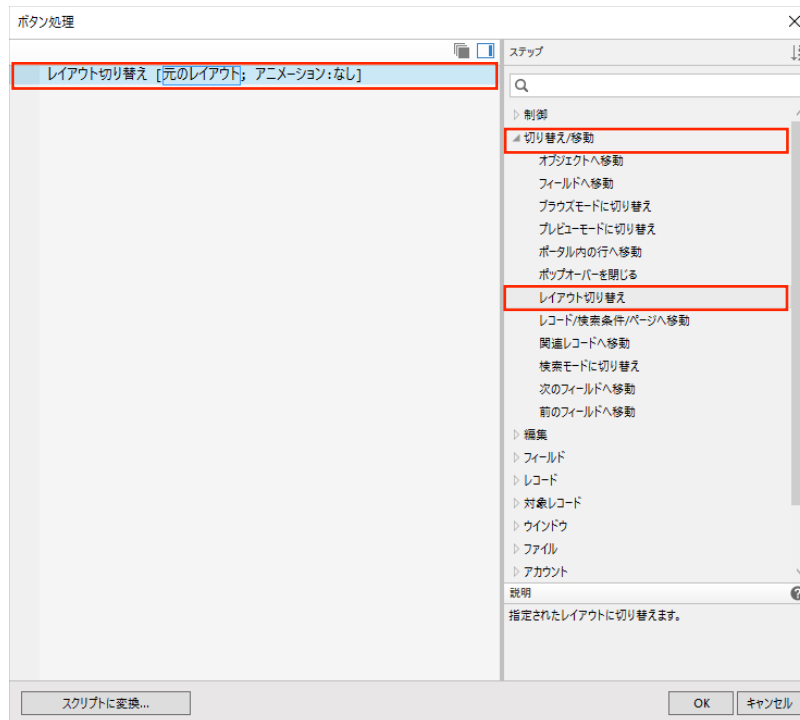 ボタン処理
レイアウト切り替え [元のレイアウト; アニメーション:なし]
ステップ
制御
切り替え/移動
オブジェクトへ移動
フィールドへ移動
ブラウズモードに切り替え
プレビューモードに切り替え
ポータル内の行へ移動
ポップオーバーを閉じる
レイアウト切り替え
レコード/検索条件/ページへ移動
関連レコードへ移動
検索モードに切り替え
次のフィールドへ移動
前のフィールドへ移動
編集
フィールド
レコード
対象レコード
ウインドウ
ファイル
アカウント
説明
指定されたレイアウトに切り替えます。
スクリプトに変換...
OK
キャンセル